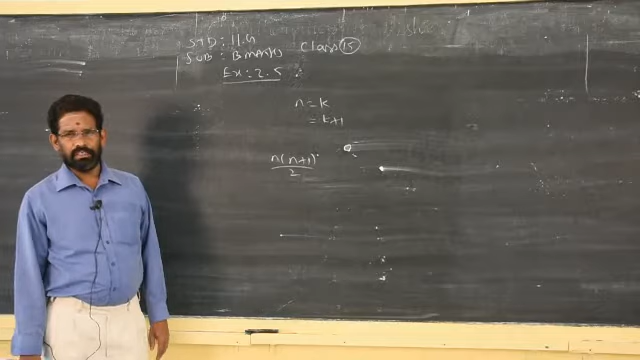 STD : 11.G
SUB : B maths Class 15
Ex : 2.5
n = k
= k+1
n(n+1)
2